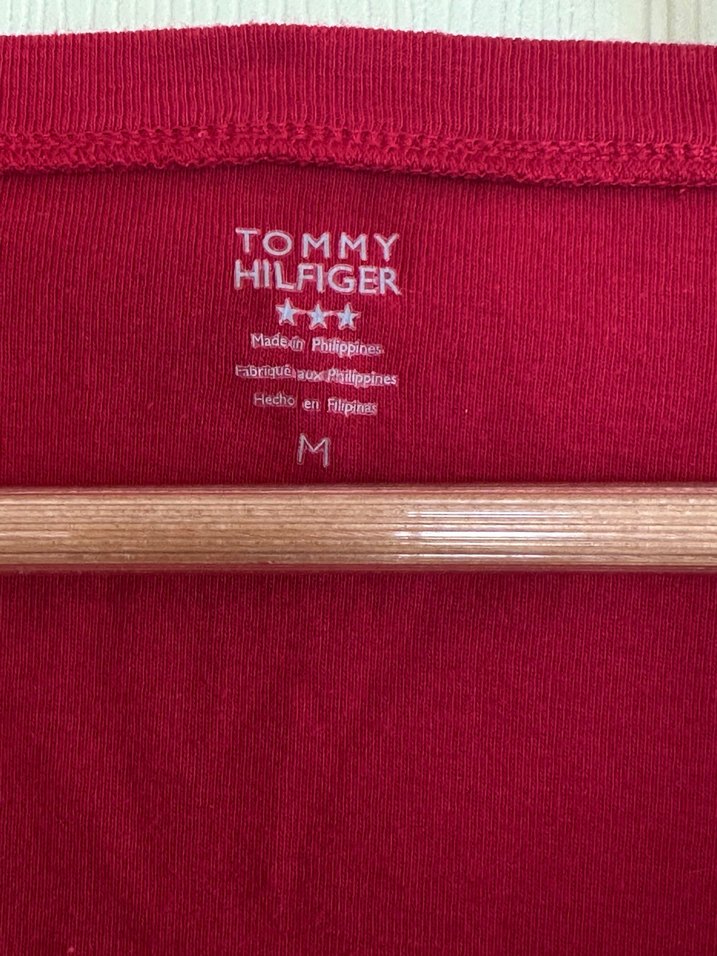 TOMMY
HILFIGER
Made in Philippines
Fabriqué aux Philippines
Hecho en Filipinas
M